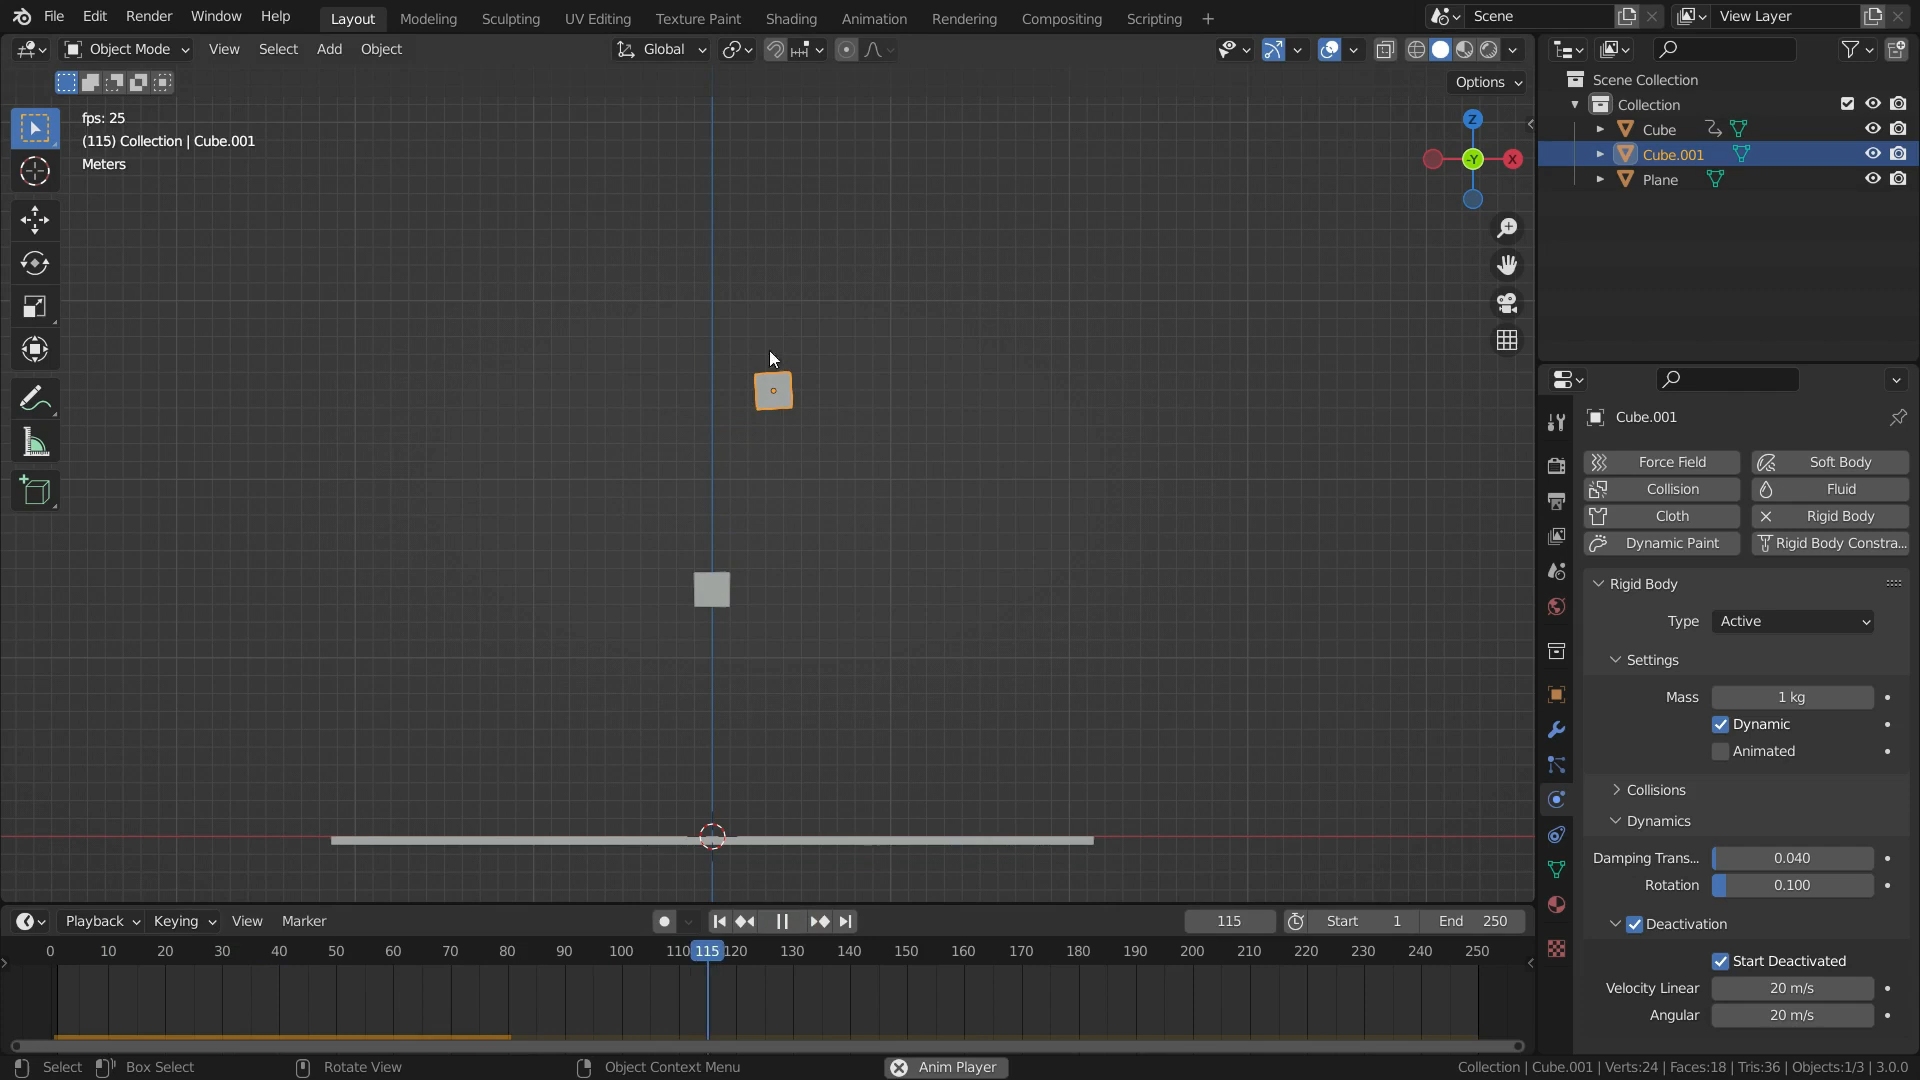 File Edit Render Window Help Layout Modeling Sculpting UV Editing Texture Paint Shading Animation Rendering Compositing Scripting + Scene View Layer
Object Mode View Select Add Object Global
Options
fps: 25
(115) Collection | Cube.001
Meters
Z
-Y
X
Scene Collection
Collection
Cube
Cube.001
Plane
Cube.001
Force Field Soft Body
Collision Fluid
Cloth Rigid Body
Dynamic Paint Rigid Body Constra...
Rigid Body
Type Active
Settings
Mass 1 kg
Dynamic
Animated
Collisions
Dynamics
Damping Trans... 0.040
Rotation 0.100
Deactivation
Start Deactivated
Velocity Linear 20 m/s
Angular 20 m/s
Playback Keying View Marker 115 Start 1 End 250
0 10 20 30 40 50 60 70 80 90 100 110 115 120 130 140 150 160 170 180 190 200 210 220 230 240 250
Select Box Select Rotate View Object Context Menu Anim Player Collection | Cube.001 | Verts:24 | Faces:18 | Tris:36 | Objects:1/3 | 3.0.0